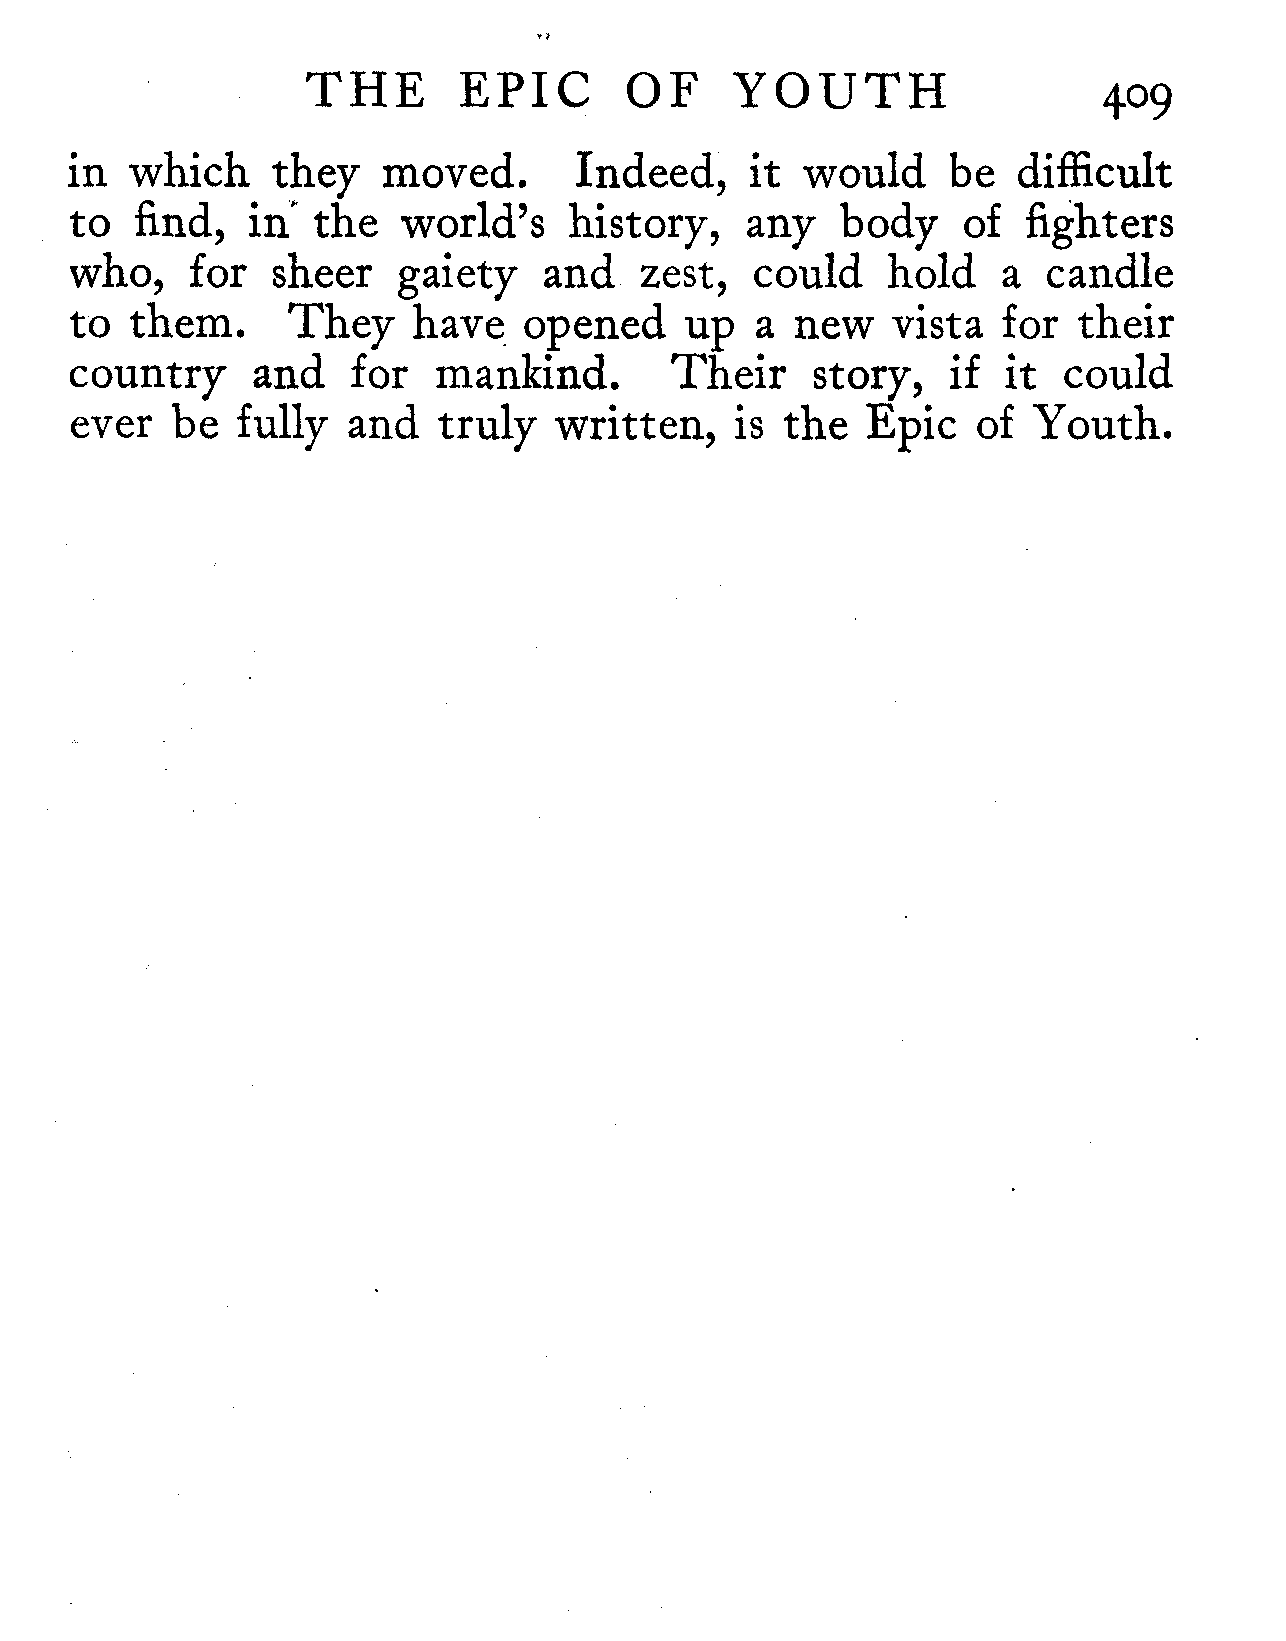 THE EPIC OF YOUTH 409
in which they moved. Indeed, it would be difficult
to find, in the world's history, any body of fighters
who, for sheer gaiety and zest, could hold a candle
to them. They have opened up a new vista for their
country and for mankind. Their story, if it could
ever be fully and truly written, is the Epic of Youth.